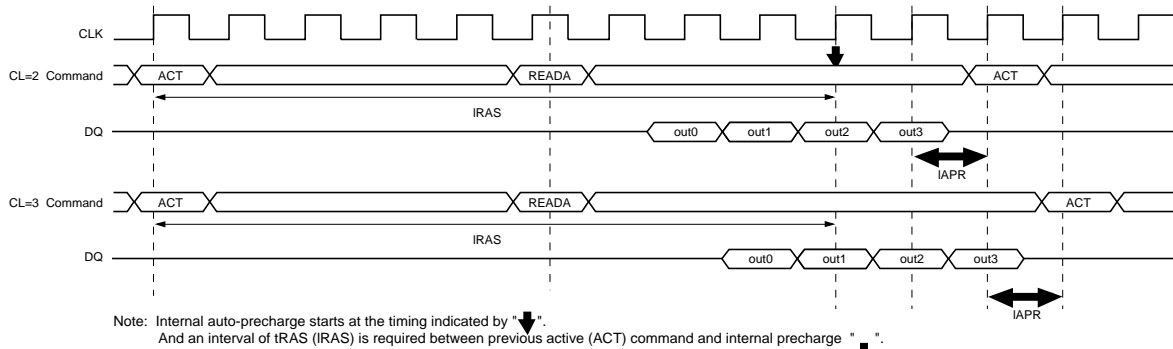 CLK
CL=2 Command
ACT
READA
ACT
lRAS
DQ
out0 out1 out2 out3
lAPR
CL=3 Command
ACT
READA
ACT
lRAS
DQ
out0 out1 out2 out3
lAPR
Note: Internal auto-precharge starts at the timing indicated by " ".
And an interval of tRAS (lRAS) is required between previous active (ACT) command and internal precharge " ".